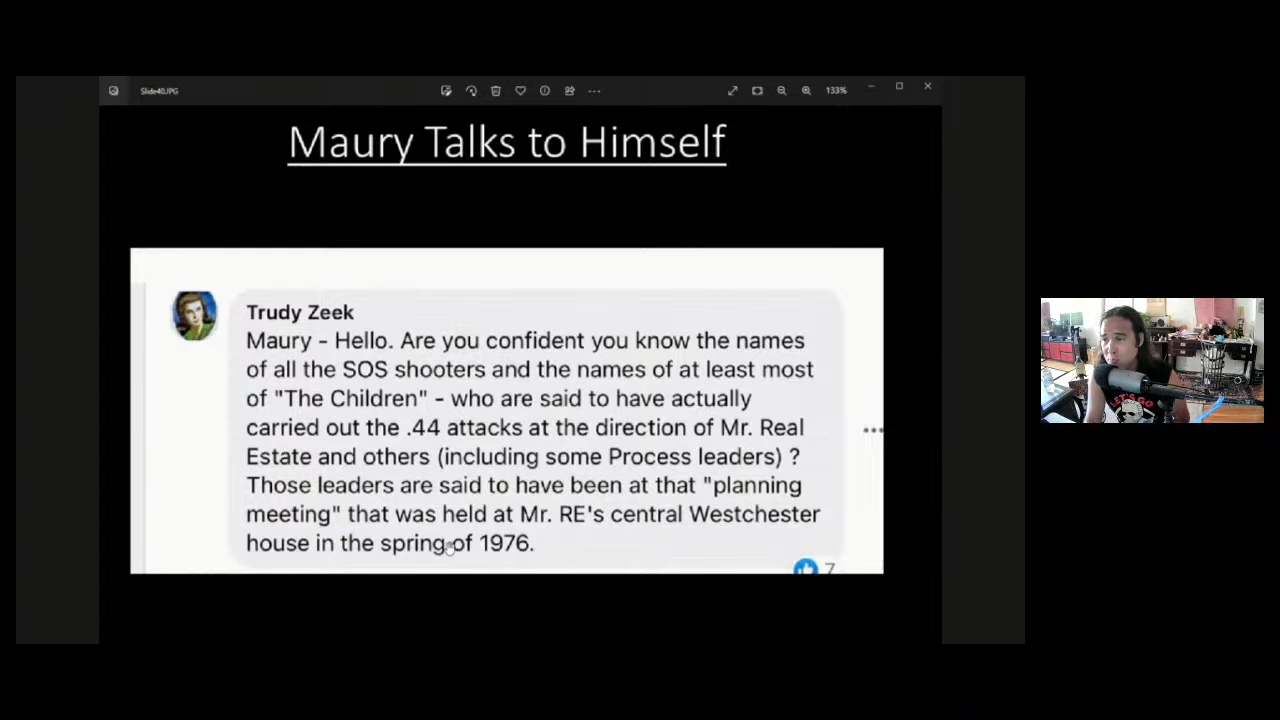 Slide40.JPG
133%
Maury Talks to Himself
Trudy Zeek
Maury - Hello. Are you confident you know the names
of all the SOS shooters and the names of at least most
of "The Children" - who are said to have actually
carried out the .44 attacks at the direction of Mr. Real
Estate and others (including some Process leaders) ?
Those leaders are said to have been at that "planning
meeting" that was held at Mr. RE's central Westchester
house in the spring of 1976.
7
LET'S GO